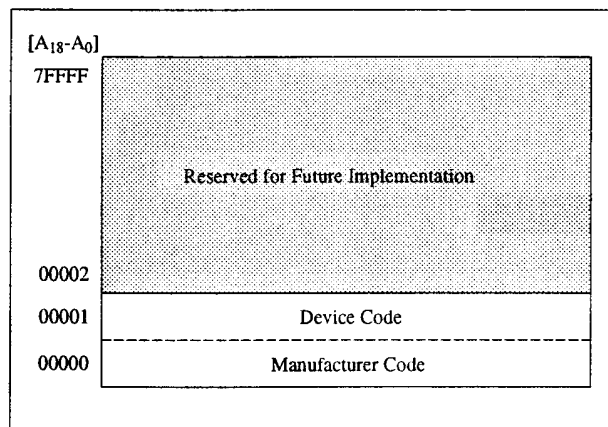 [A18-A0]
7FFFF
Reserved for Future Implementation
00002
00001 Device Code
00000 Manufacturer Code